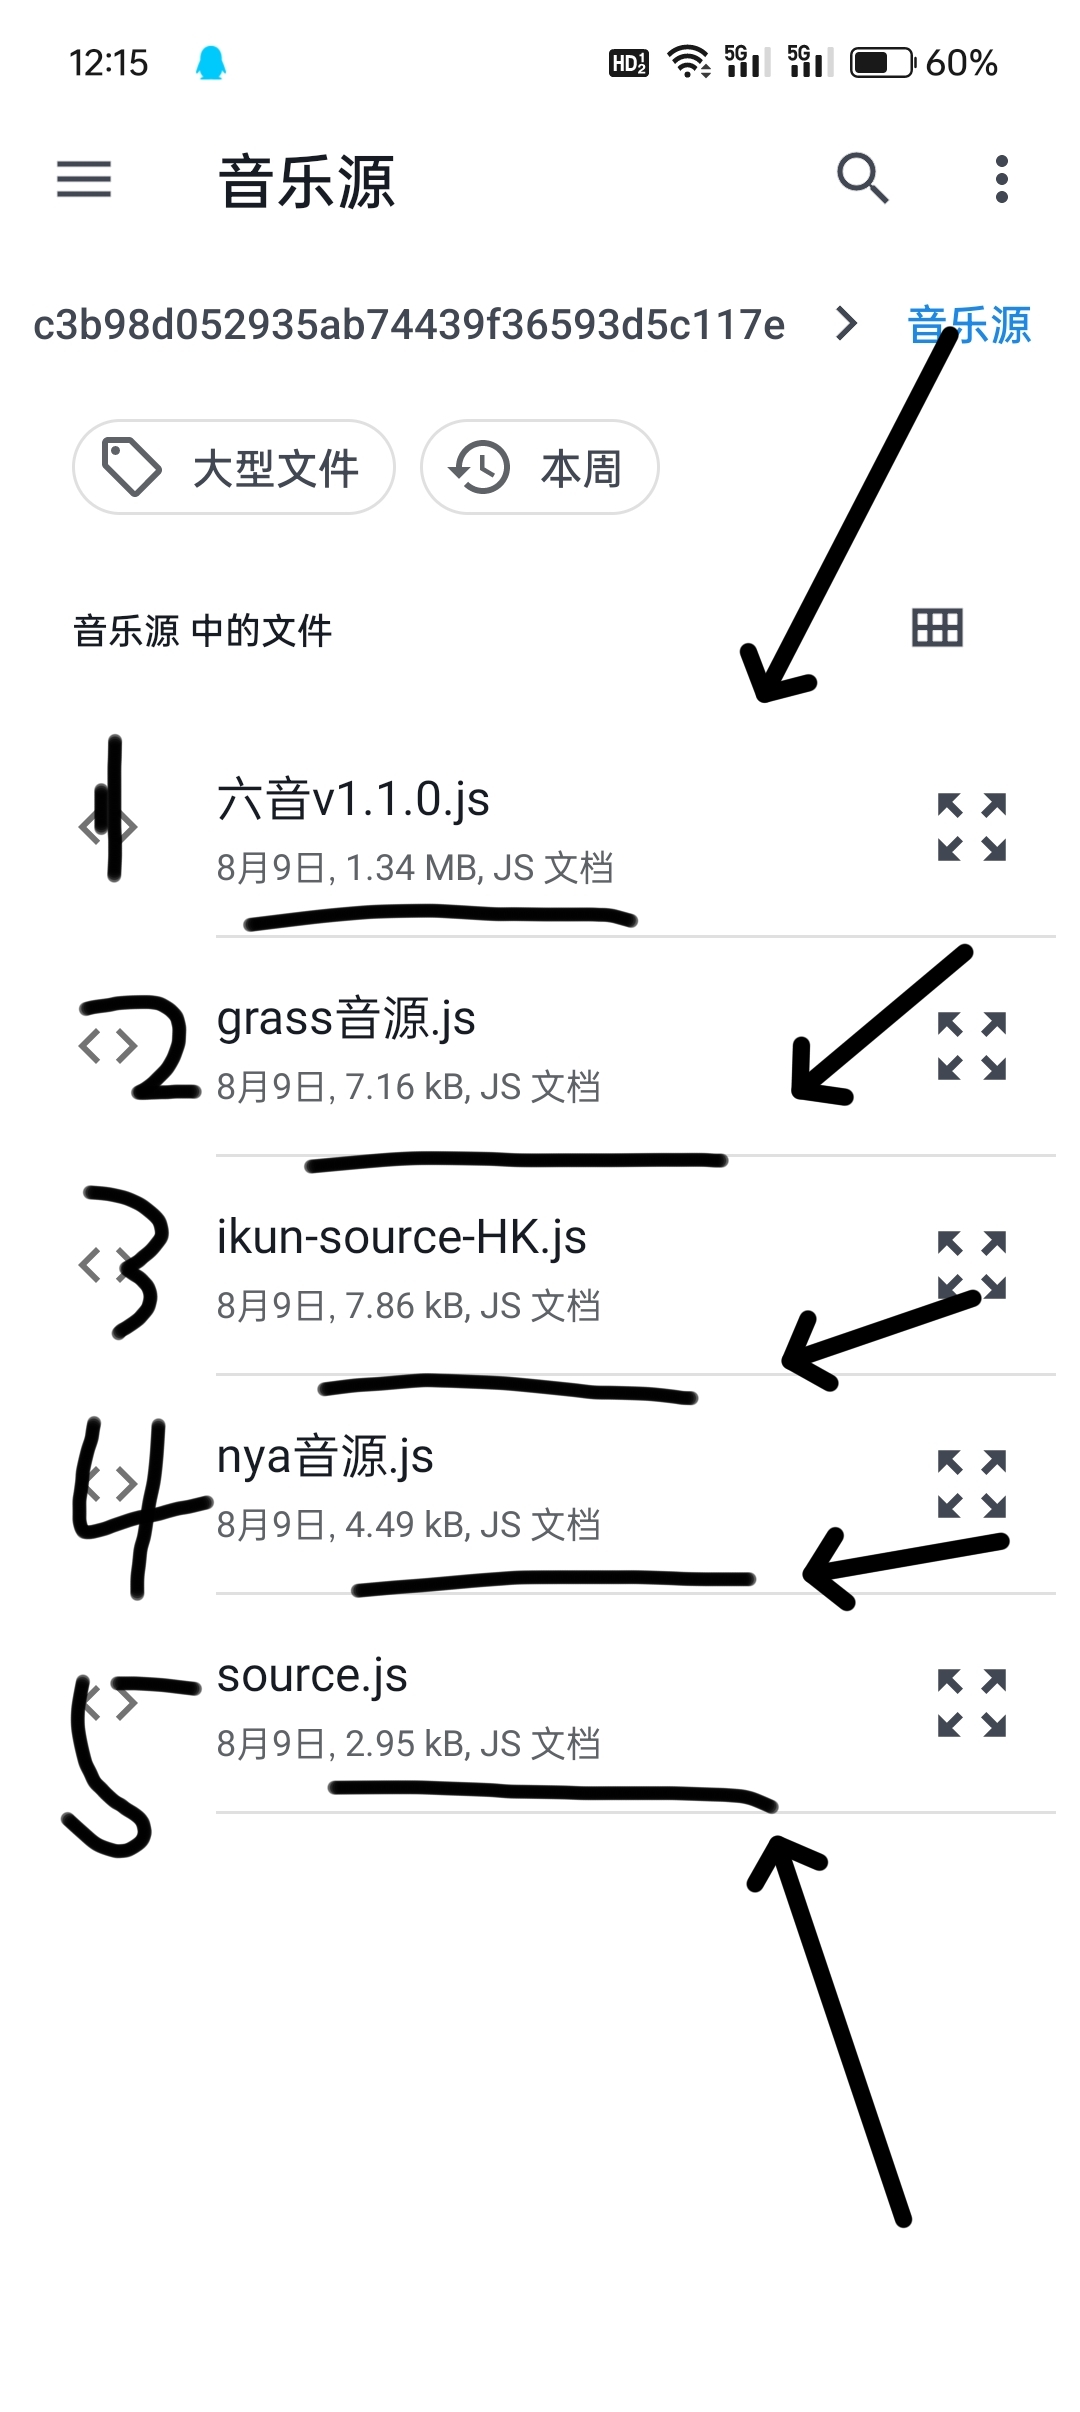 12:15 HD 1 2 5G 5G 60%
音乐源
c3b98d052935ab74439f36593d5c117e > 音乐源
大型文件 本周
音乐源 中的文件
1 六音v1.1.0.js
8月9日, 1.34 MB, JS 文档
2 grass音源.js
8月9日, 7.16 kB, JS 文档
3 ikun-source-HK.js
8月9日, 7.86 kB, JS 文档
4 nya音源.js
8月9日, 4.49 kB, JS 文档
5 source.js
8月9日, 2.95 kB, JS 文档